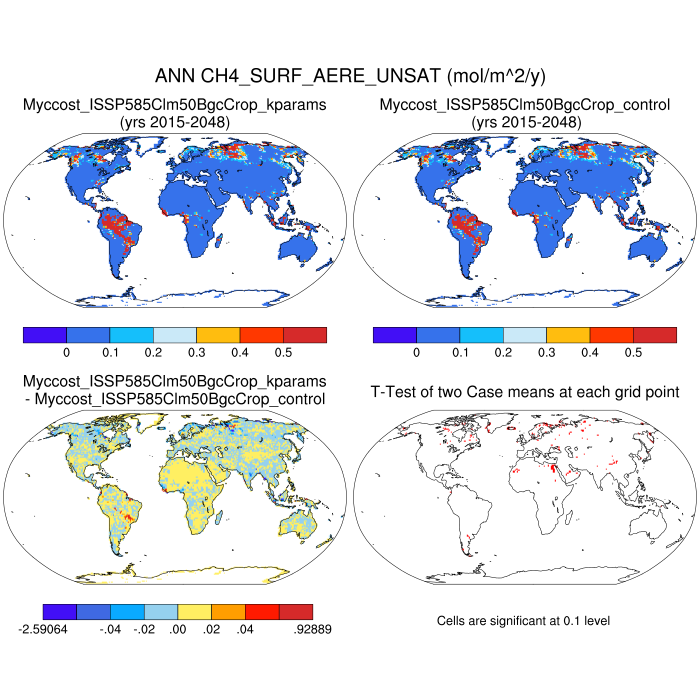 ANN CH4_SURF_AERE_UNSAT (mol/m^2/y)
Myccost_ISSP585Clm50BgcCrop_kparams
(yrs 2015-2048)
Myccost_ISSP585Clm50BgcCrop_control
(yrs 2015-2048)
0 0.1 0.2 0.3 0.4 0.5
0 0.1 0.2 0.3 0.4 0.5
Myccost_ISSP585Clm50BgcCrop_kparams
- Myccost_ISSP585Clm50BgcCrop_control
T-Test of two Case means at each grid point
-2.59064 -.04 -.02 .00 .02 .04 .92889
Cells are significant at 0.1 level